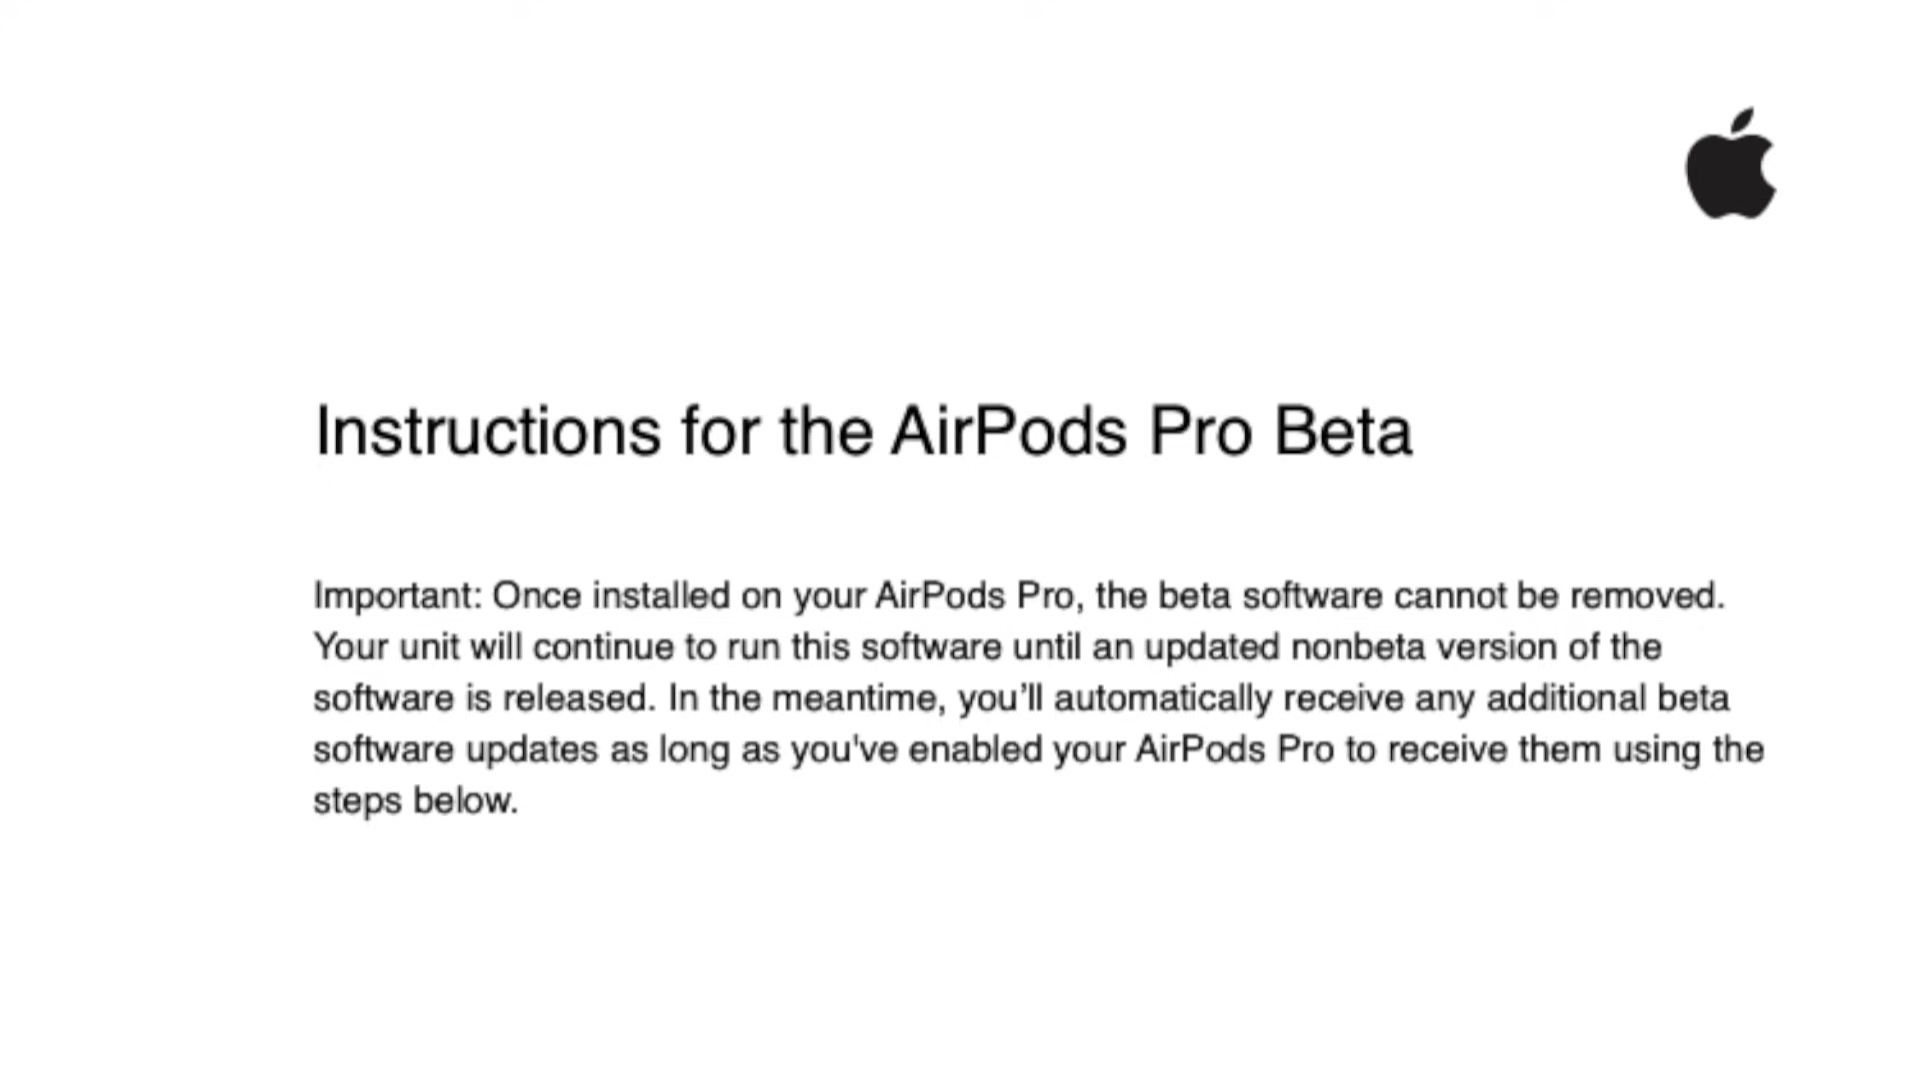 Instructions for the AirPods Pro Beta
Important: Once installed on your AirPods Pro, the beta software cannot be removed.
Your unit will continue to run this software until an updated nonbeta version of the
software is released. In the meantime, you’ll automatically receive any additional beta
software updates as long as you've enabled your AirPods Pro to receive them using the
steps below.